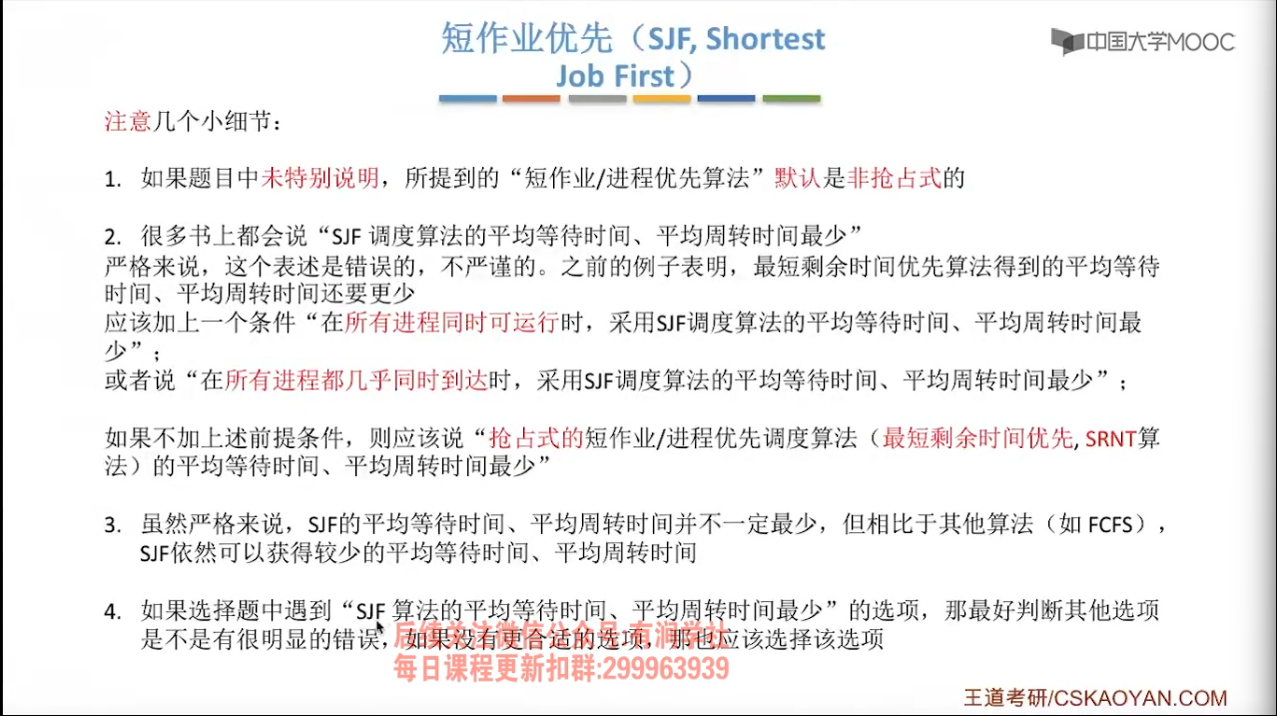 短作业优先（SJF, Shortest
Job First）
中国大学MOOC
注意几个小细节：
1. 如果题目中未特别说明，所提到的“短作业/进程优先算法”默认是非抢占式的
2. 很多书上都会说“SJF 调度算法的平均等待时间、平均周转时间最少”
严格来说，这个表述是错误的，不严谨的。之前的例子表明，最短剩余时间优先算法得到的平均等待
时间、平均周转时间还要更少
应该加上一个条件“在所有进程同时可运行时，采用SJF调度算法的平均等待时间、平均周转时间最
少”；
或者说“在所有进程都几乎同时到达时，采用SJF调度算法的平均等待时间、平均周转时间最少”；
如果不加上述前提条件，则应该说“抢占式的短作业/进程优先调度算法（最短剩余时间优先, SRNT算
法）的平均等待时间、平均周转时间最少”
3. 虽然严格来说，SJF的平均等待时间、平均周转时间并不一定最少，但相比于其他算法（如 FCFS），
SJF依然可以获得较少的平均等待时间、平均周转时间
4. 如果选择题中遇到“SJF 算法的平均等待时间、平均周转时间最少”的选项，那最好判断其他选项
是不是有很明显的错误，如果没有更合适的选项，那也应该选择该选项
后续关注微信公众号:有润学社
每日课程更新扣群:299963939
王道考研/CSKAOYAN.COM